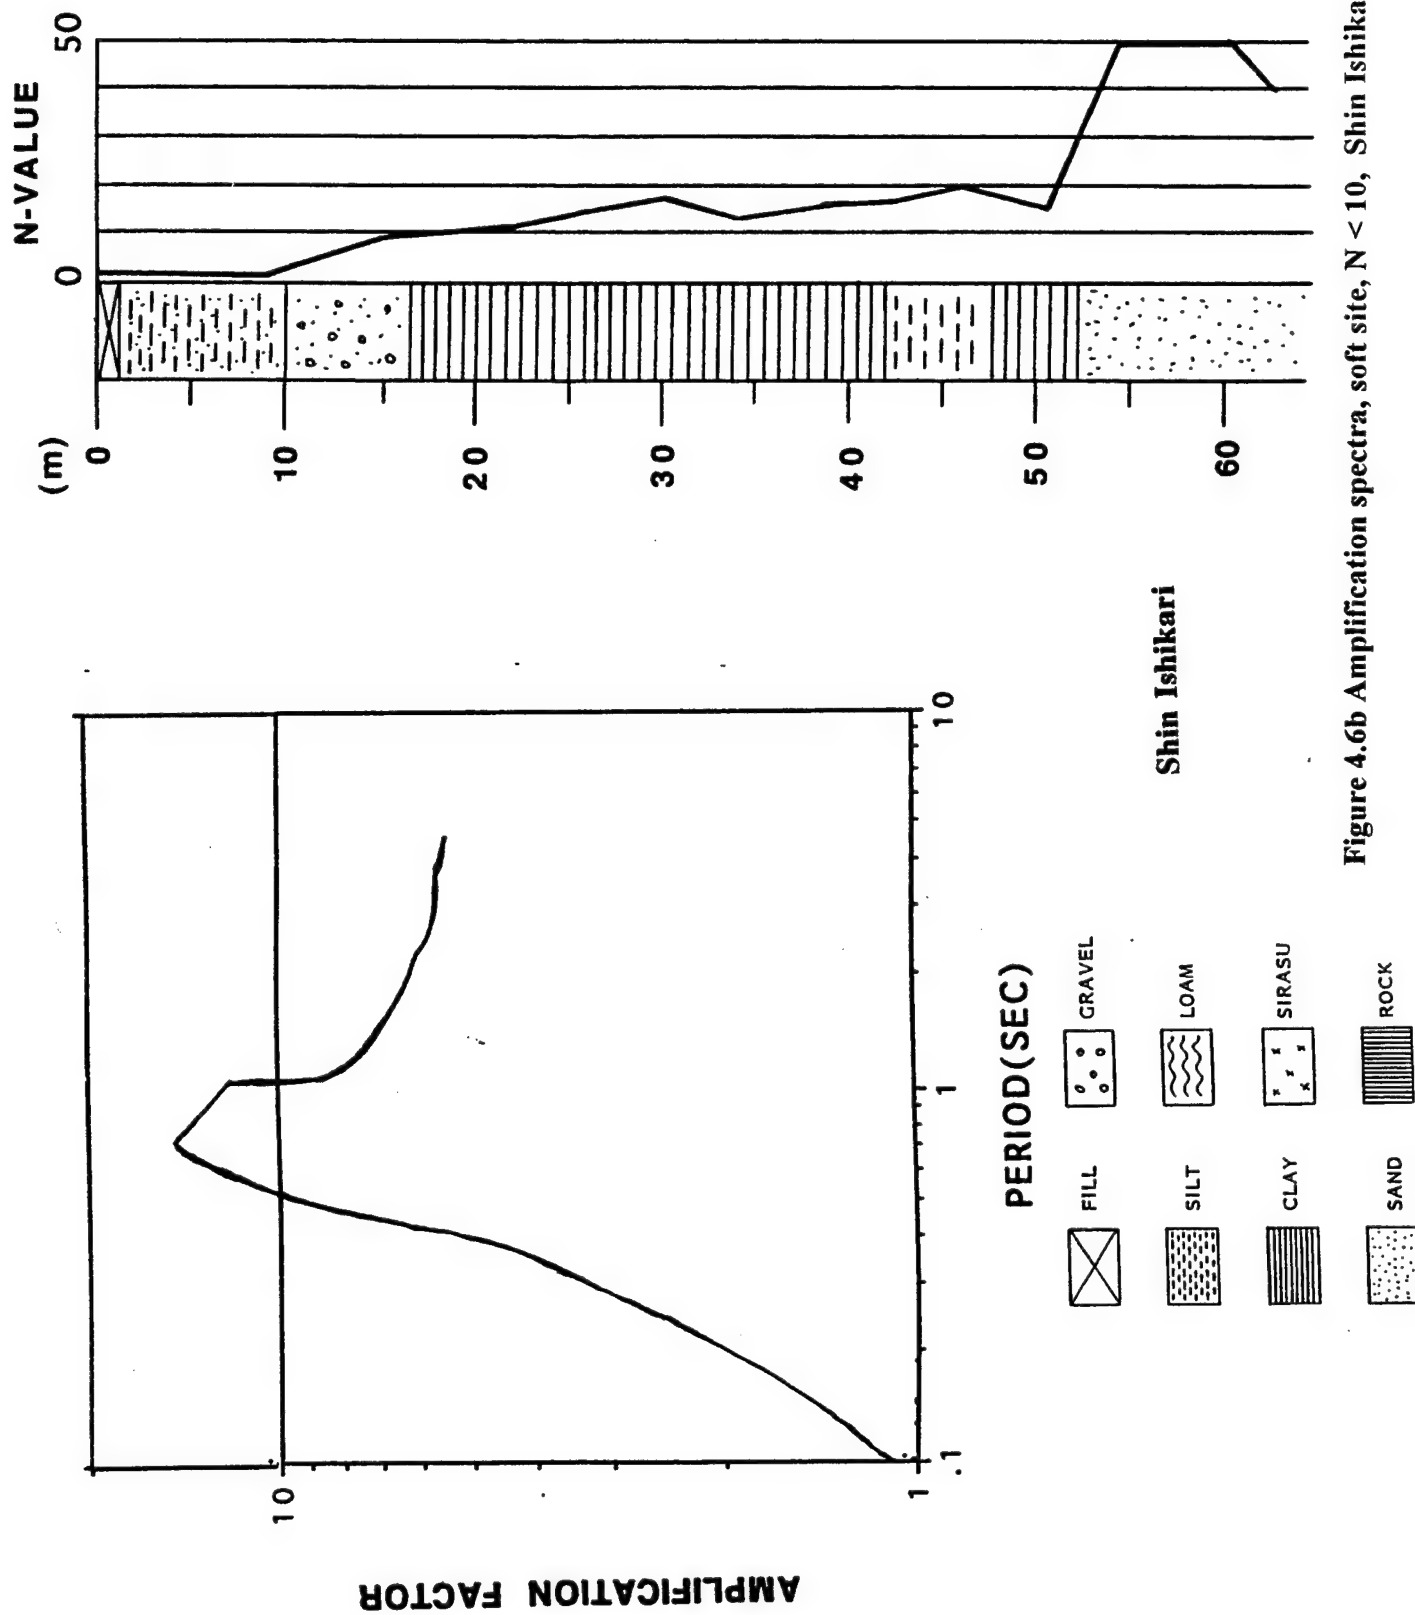 AMPLIFICATION FACTOR
10
1
.1
1
10
PERIOD(SEC)
FILL
GRAVEL
SILT
LOAM
CLAY
SIRASU
SAND
ROCK
Shin Ishikari
(m)
0
10
20
30
40
50
60
N-VALUE
0
50
Figure 4.6b Amplification spectra, soft site, N < 10, Shin Ishika